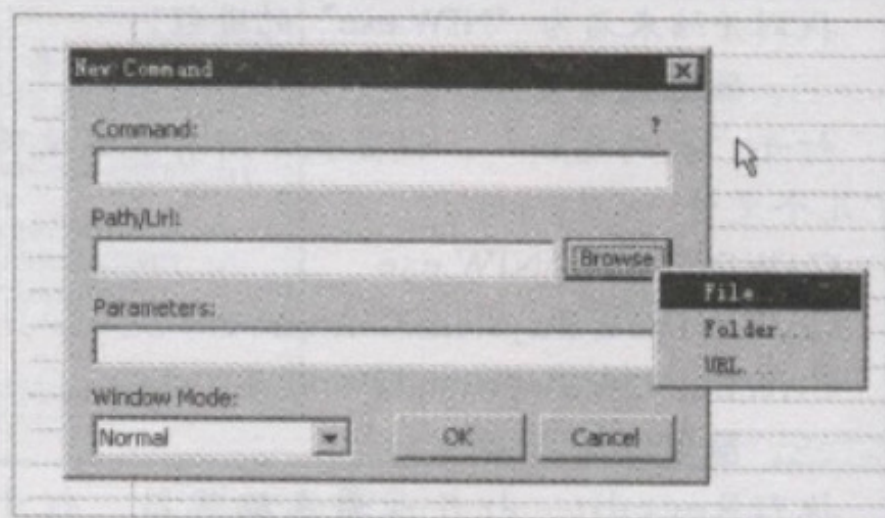 New Command
Command:
?
Path/Url:
Browse
File...
Folder...
URL...
Parameters:
Window Mode:
Normal
OK
Cancel